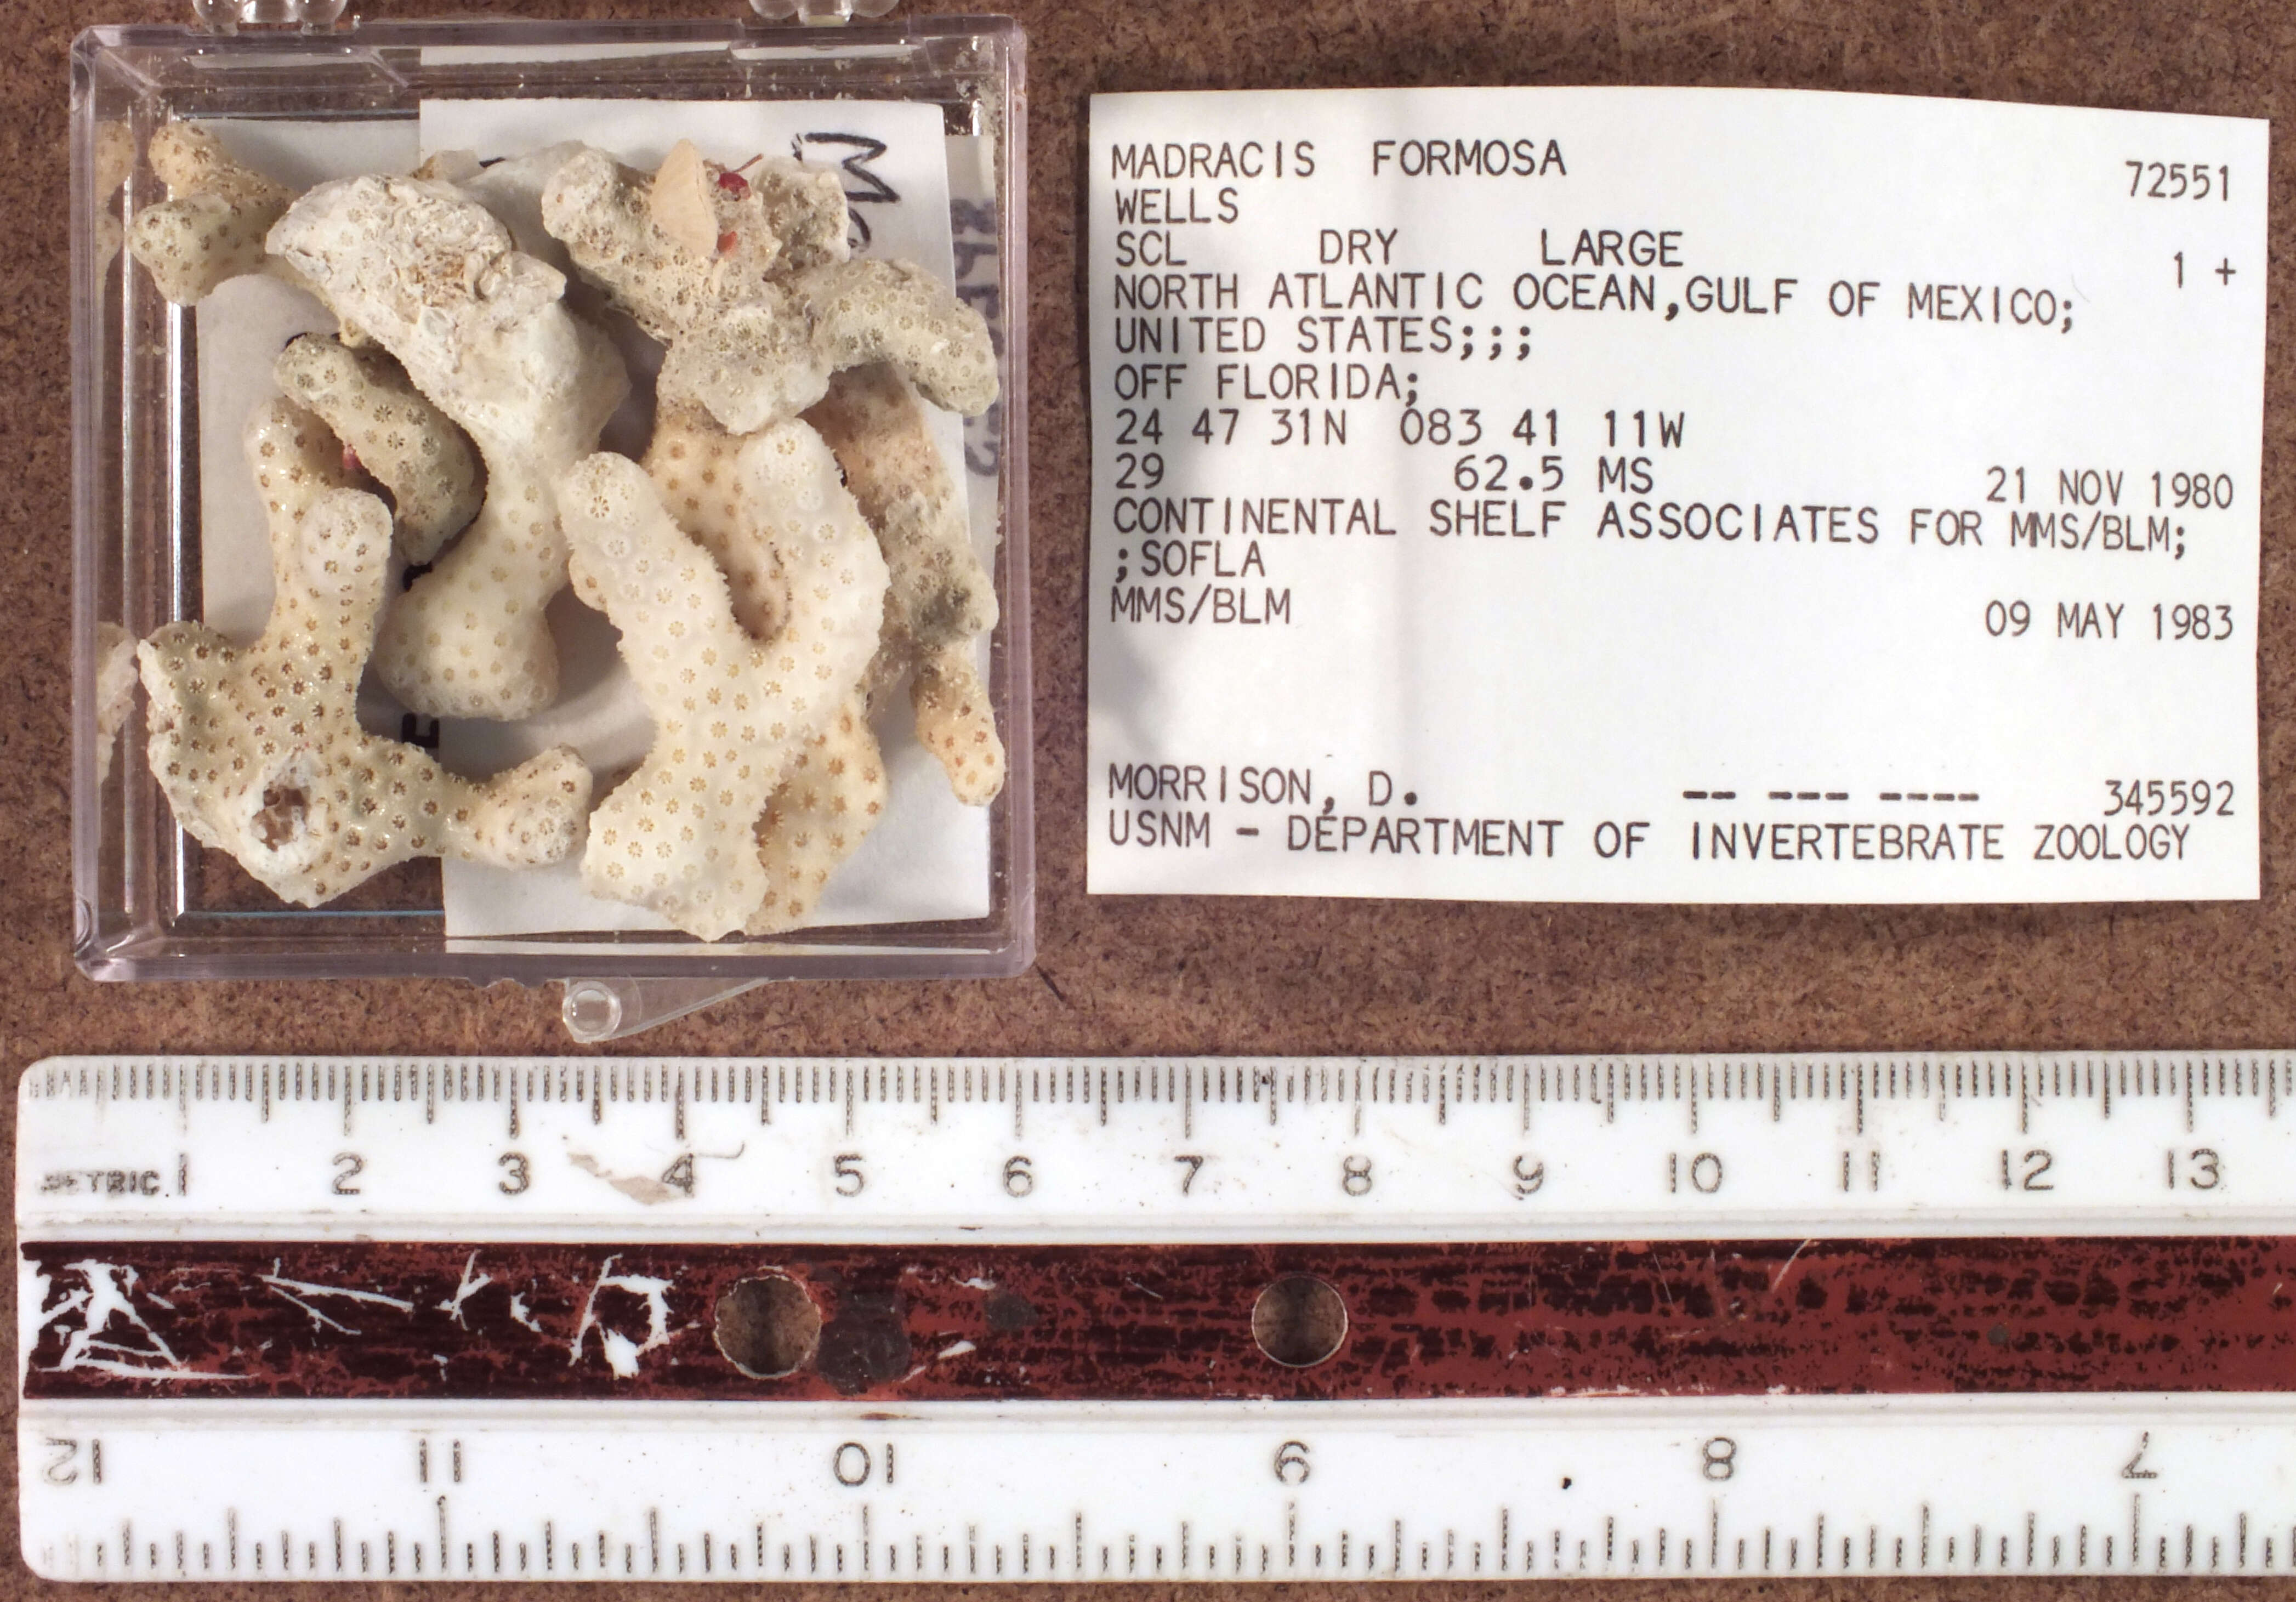 MADRACIS FORMOSA 72551
WELLS
SCL DRY LARGE 1 +
NORTH ATLANTIC OCEAN,GULF OF MEXICO;
UNITED STATES;;;
OFF FLORIDA;
24 47 31N 083 41 11W
29 62.5 MS 21 NOV 1980
CONTINENTAL SHELF ASSOCIATES FOR MMS/BLM;
;SOFLA
MMS/BLM 09 MAY 1983
MORRISON, D. -- --- ---- 345592
USNM - DEPARTMENT OF INVERTEBRATE ZOOLOGY
METRIC 1 2 3 4 5 6 7 8 9 10 11 12 13
12 11 10 9 8 7